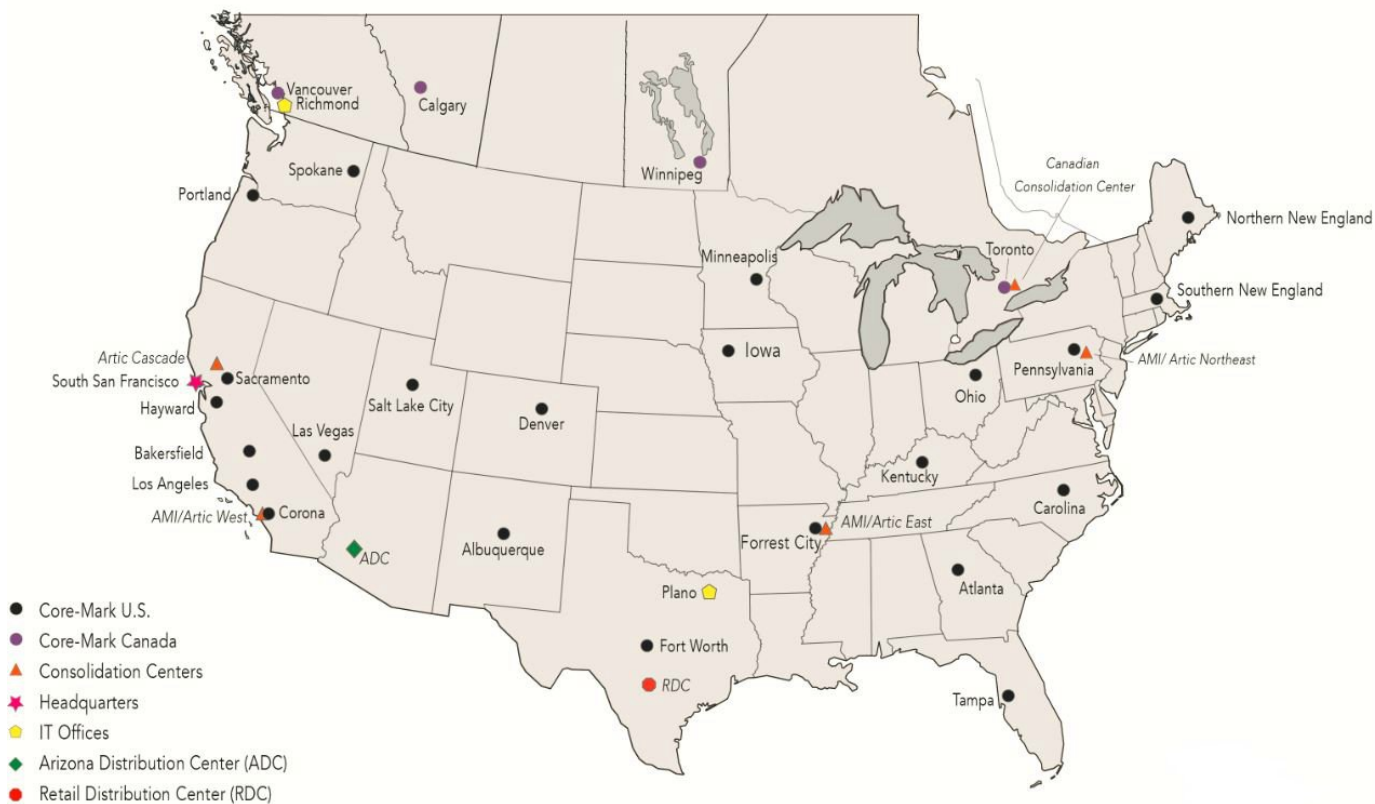 Vancouver
Richmond
Calgary
Winnipeg
Spokane
Portland
Canadian
Consolidation Center
Toronto
Northern New England
Southern New England
Minneapolis
Iowa
Pennsylvania
AMI/ Artic Northeast
Ohio
Artic Cascade
South San Francisco
Sacramento
Hayward
Salt Lake City
Denver
Las Vegas
Bakersfield
Los Angeles
AMI/Artic West
Corona
Kentucky
Carolina
AMI/Artic East
Forrest City
ADC
Albuquerque
Plano
Atlanta
Fort Worth
RDC
Tampa
Core-Mark U.S.
Core-Mark Canada
Consolidation Centers
Headquarters
IT Offices
Arizona Distribution Center (ADC)
Retail Distribution Center (RDC)